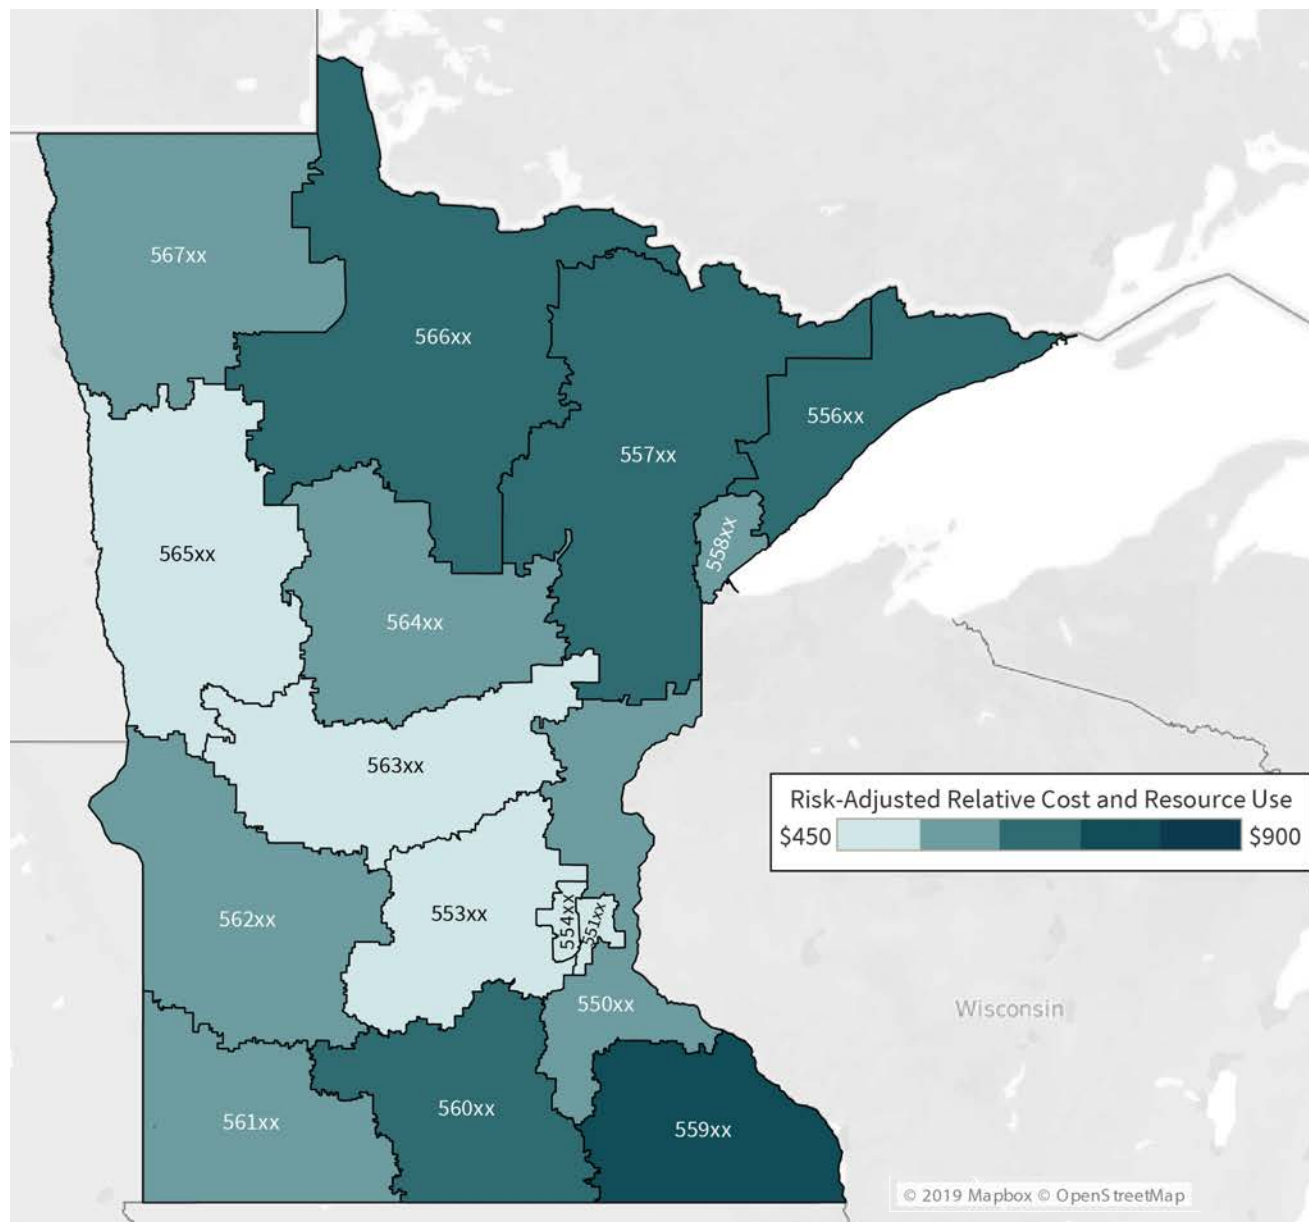 567xx
566xx
556xx
557xx
558xx
565xx
564xx
563xx
Risk-Adjusted Relative Cost and Resource Use
$450 $900
553xx
554xx
551xx
562xx
550xx
Wisconsin
560xx
561xx
559xx
© 2019 Mapbox © OpenStreetMap